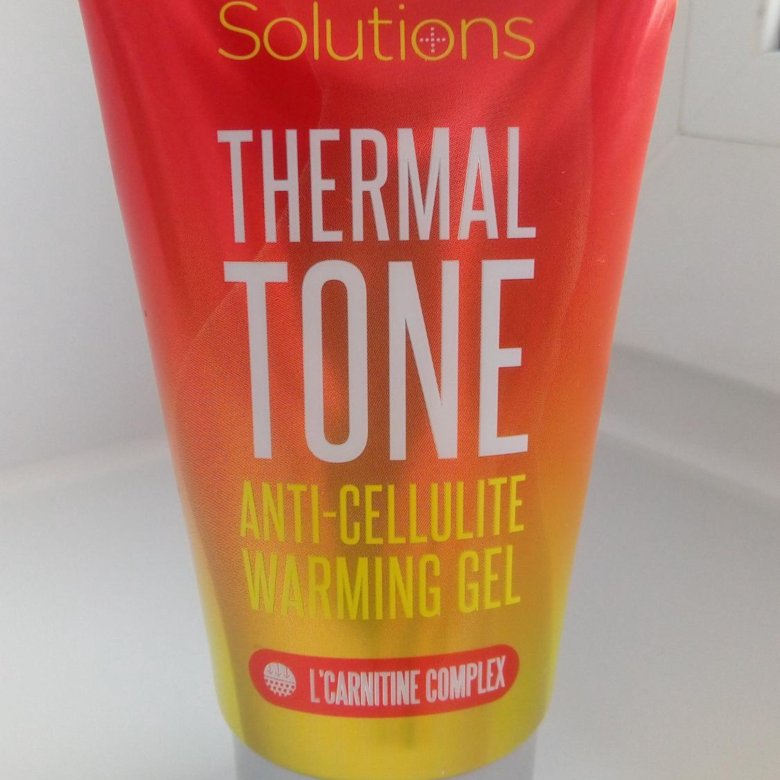 Solutions
THERMAL
TONE
ANTI-CELLULITE
WARMING GEL
L'CARNITINE COMPLEX